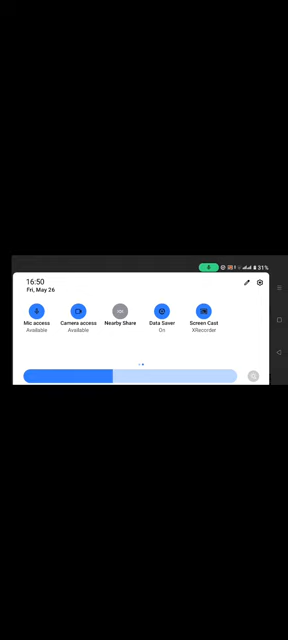 31%
16:50
Fri, May 26
Mic access
Available
Camera access
Available
Nearby Share
Data Saver
On
Screen Cast
XRecorder